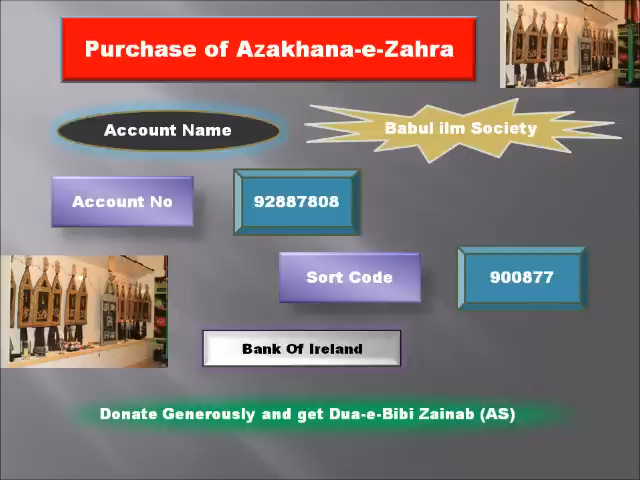 Purchase of Azakhana-e-Zahra
Account Name
Babul ilm Society
Account No
92887808
Sort Code
900877
Bank Of Ireland
Donate Generously and get Dua-e-Bibi Zainab (AS)